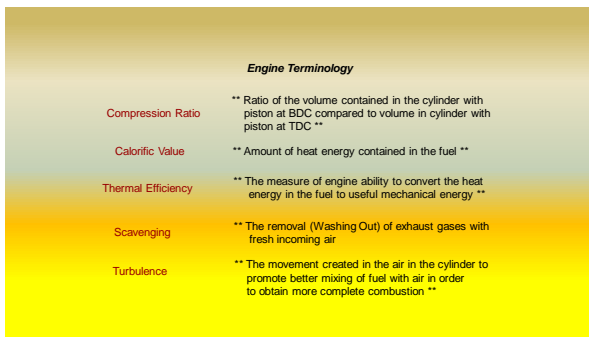 Engine Terminology
Compression Ratio
** Ratio of the volume contained in the cylinder with
piston at BDC compared to volume in cylinder with
piston at TDC **
Calorific Value
** Amount of heat energy contained in the fuel **
Thermal Efficiency
** The measure of engine ability to convert the heat
energy in the fuel to useful mechanical energy **
Scavenging
** The removal (Washing Out) of exhaust gases with
fresh incoming air
Turbulence
** The movement created in the air in the cylinder to
promote better mixing of fuel with air in order
to obtain more complete combustion **